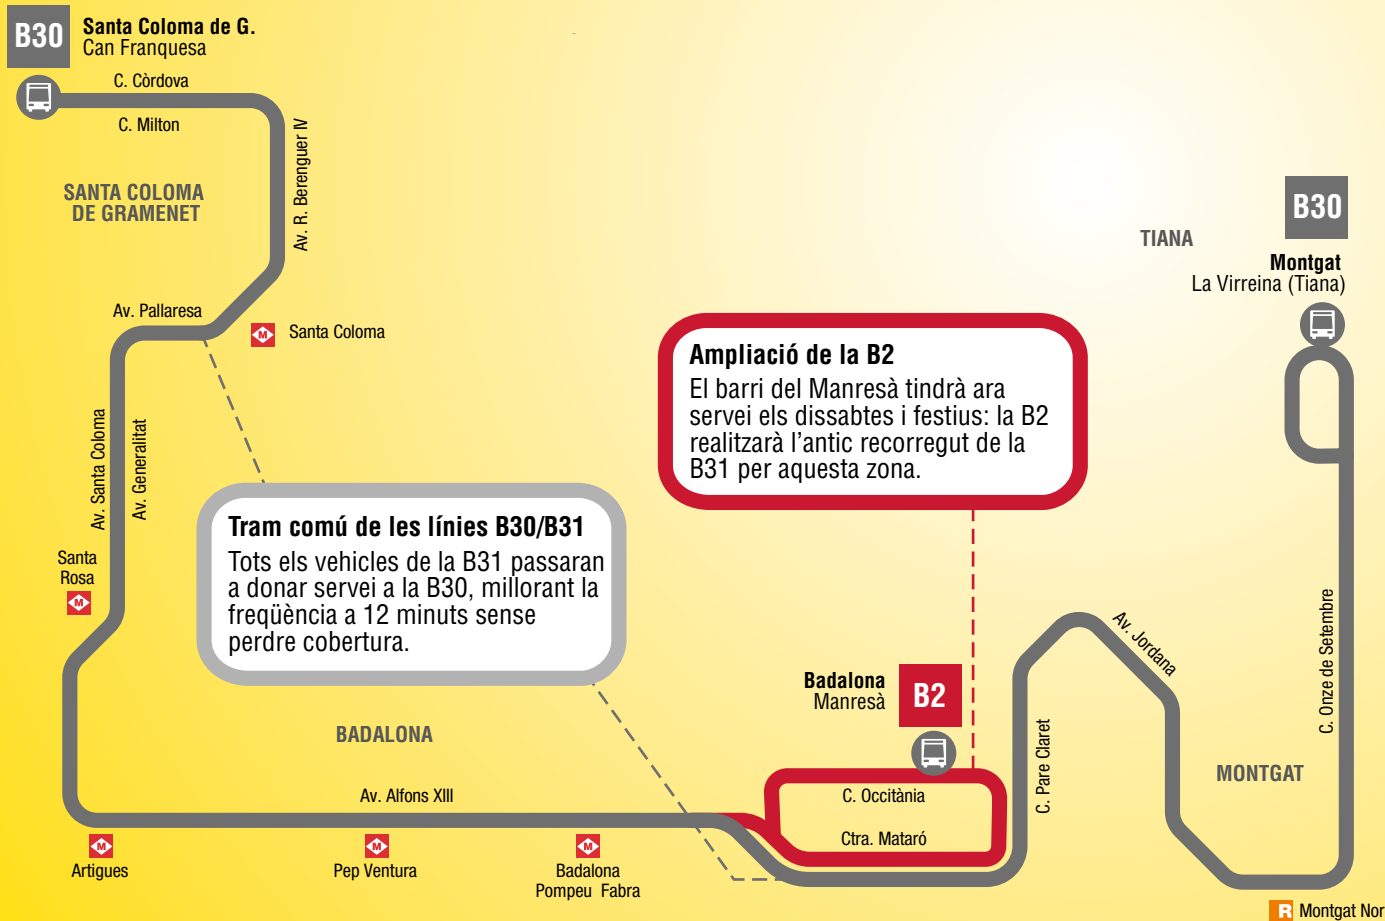 B30
Santa Coloma de G.
Can Franquesa
C. Còrdova
C. Milton
Av. R. Berenguer IV
SANTA COLOMA
DE GRAMENET
B30
TIANA
Montgat
La Virreina (Tiana)
Av. Pallaresa
M
Santa Coloma
Ampliació de la B2
El barri del Manresà tindrà ara
servei els dissabtes i festius: la B2
realitzarà l'antic recorregut de la
B31 per aquesta zona.
Av. Santa Coloma
Av. Generalitat
Tram comú de les línies B30/B31
Tots els vehicles de la B31 passaran
a donar servei a la B30, millorant la
freqüència a 12 minuts sense
perdre cobertura.
Santa
Rosa
M
Av. Jordana
C. Onze de Setembre
Badalona
Manresà
B2
BADALONA
C. Pare Claret
MONTGAT
Av. Alfons XIII
C. Occitània
Ctra. Mataró
M
Artigues
M
Pep Ventura
M
Badalona
Pompeu Fabra
R Montgat Nor